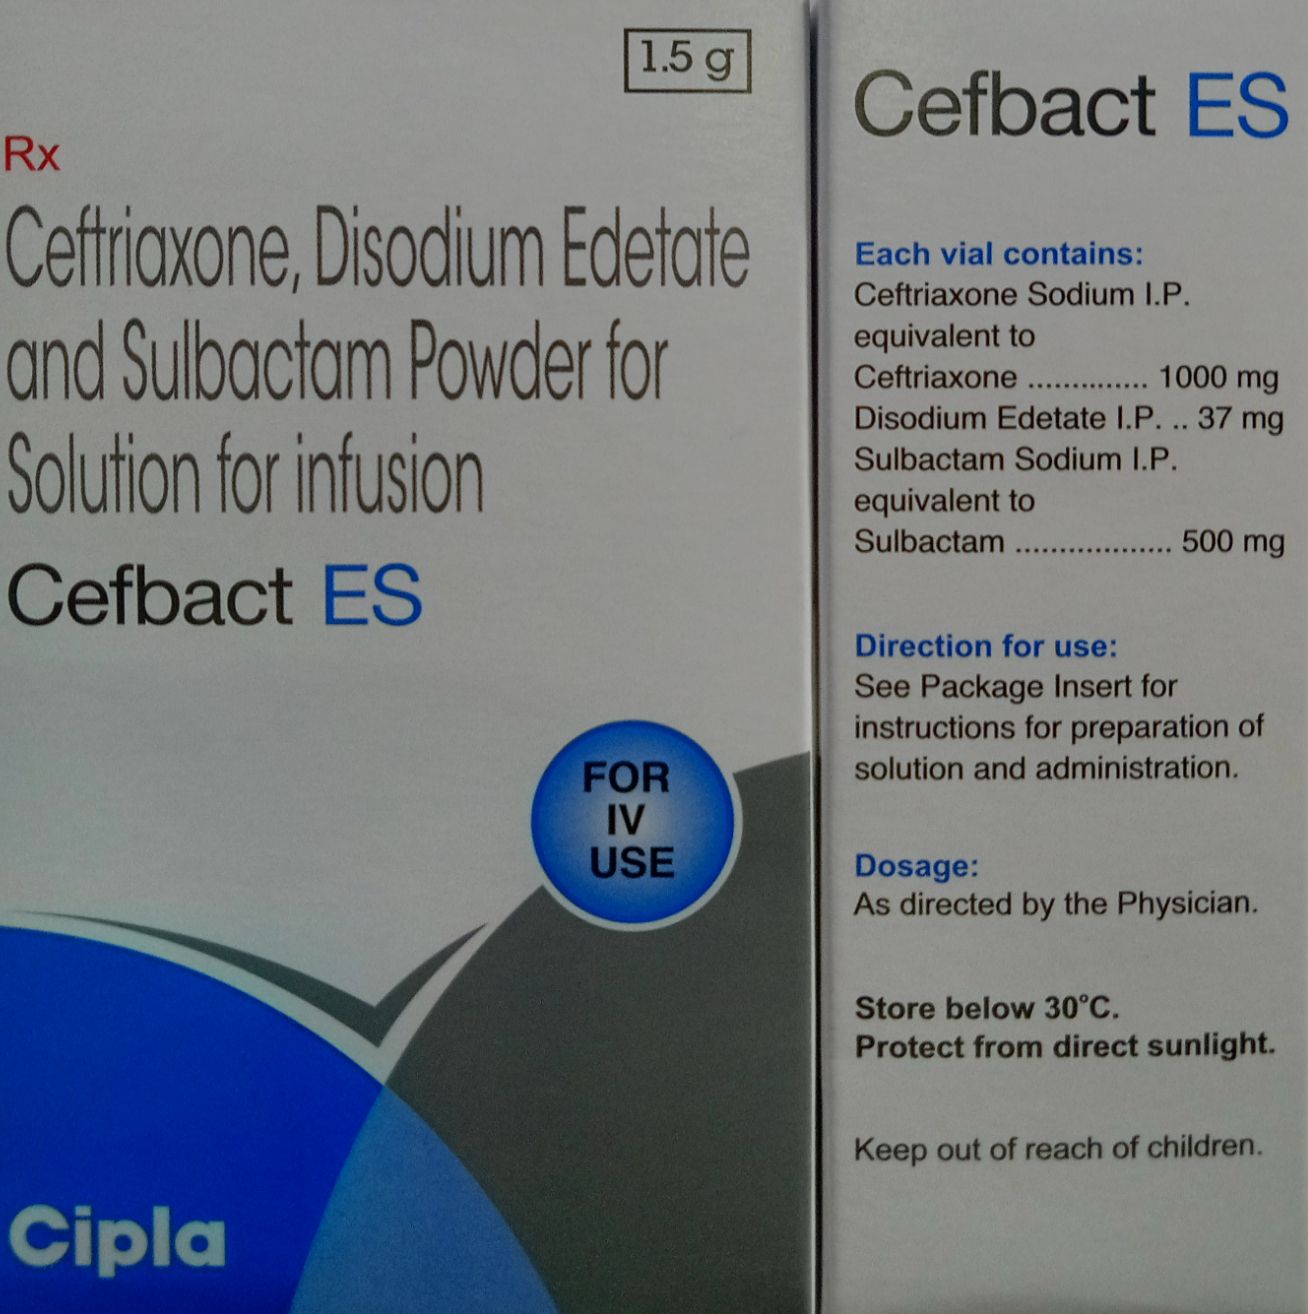 1.5 g
Rx
Ceftriaxone, Disodium Edetate
and Sulbactam Powder for
Solution for infusion
Cefbact ES
FOR
IV
USE
Cipla
Cefbact ES
Each vial contains:
Ceftriaxone Sodium I.P.
equivalent to
Ceftriaxone .............. 1000 mg
Disodium Edetate I.P. .. 37 mg
Sulbactam Sodium I.P.
equivalent to
Sulbactam .................. 500 mg
Direction for use:
See Package Insert for
instructions for preparation of
solution and administration.
Dosage:
As directed by the Physician.
Store below 30°C.
Protect from direct sunlight.
Keep out of reach of children.